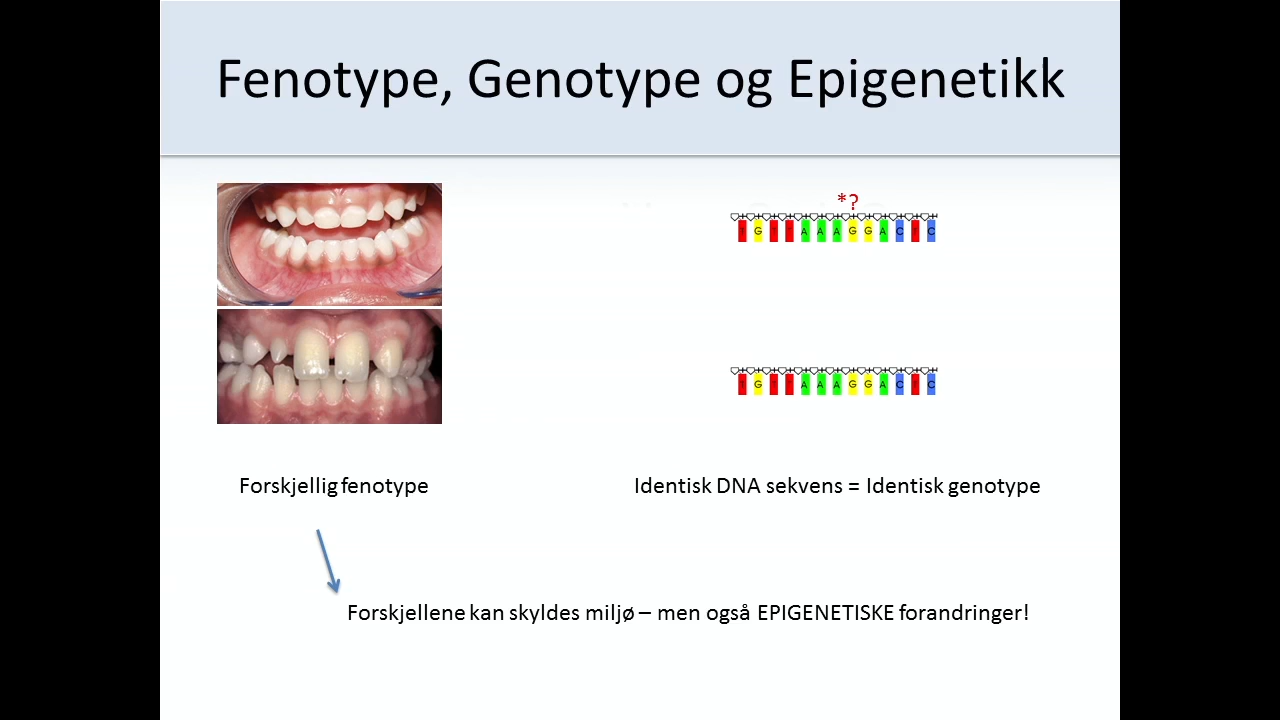 Fenotype, Genotype og Epigenetikk
*?
T G T T A A A G G A C T C
T G T T A A A G G A C T C
Forskjellig fenotype
Identisk DNA sekvens = Identisk genotype
Forskjellene kan skyldes miljø – men også EPIGENETISKE forandringer!